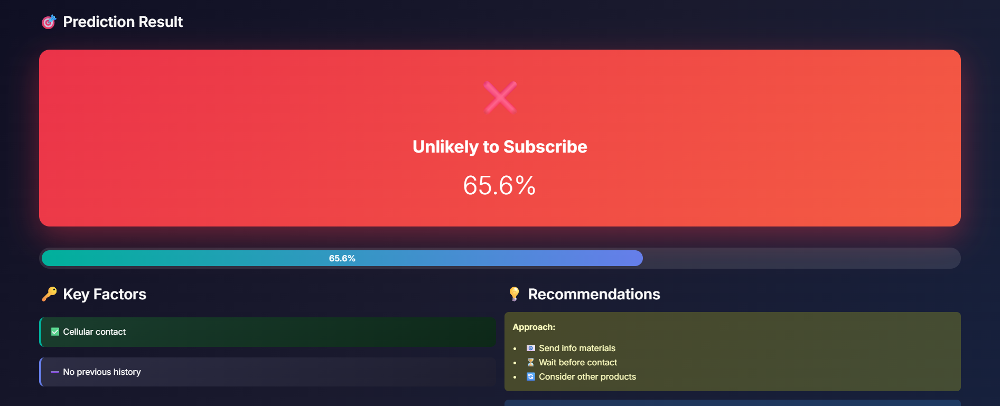 Prediction Result
Unlikely to Subscribe
65.6%
65.6%
Key Factors
Cellular contact
No previous history
Recommendations
Approach:
Send info materials
Wait before contact
Consider other products